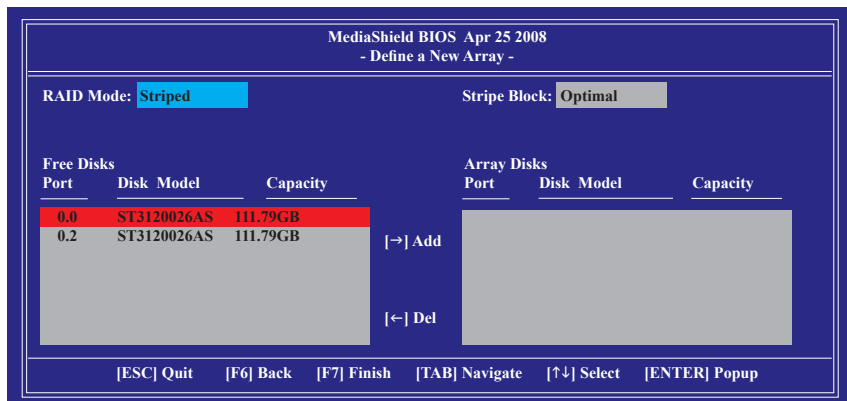 MediaShield BIOS Apr 25 2008
- Define a New Array -
RAID Mode: Striped
Stripe Block: Optimal
Free Disks
Port Disk Model Capacity
0.0 ST3120026AS 111.79GB
0.2 ST3120026AS 111.79GB
[→] Add
[←] Del
Array Disks
Port Disk Model Capacity
[ESC] Quit [F6] Back [F7] Finish [TAB] Navigate [↑↓] Select [ENTER] Popup